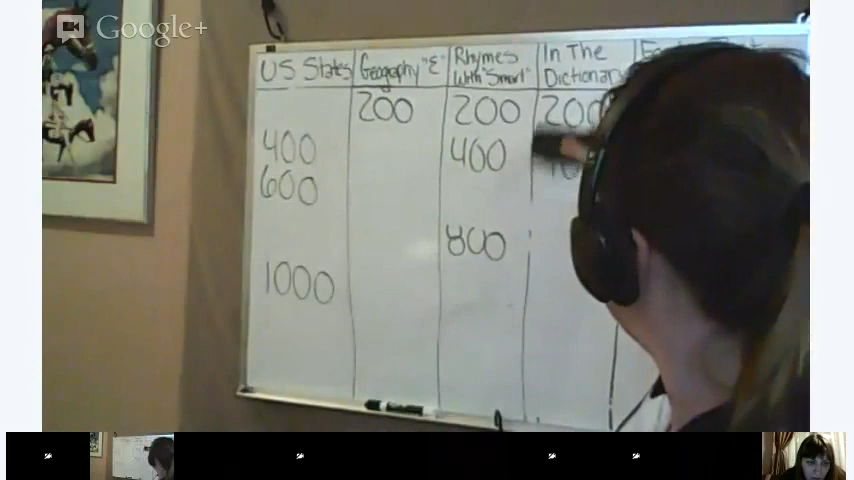 Google+
US States Geography "E" Rhymes With "Smart" In The Dictionary
200 200 200
400 400
600
800
1000